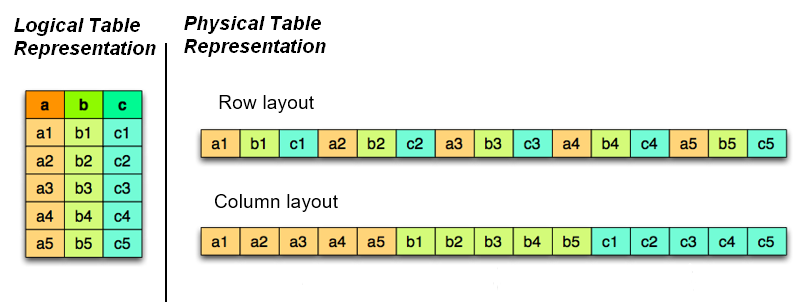 Logical Table
Representation
a b c
a1 b1 c1
a2 b2 c2
a3 b3 c3
a4 b4 c4
a5 b5 c5
Physical Table
Representation
Row layout
a1 b1 c1 a2 b2 c2 a3 b3 c3 a4 b4 c4 a5 b5 c5
Column layout
a1 a2 a3 a4 a5 b1 b2 b3 b4 b5 c1 c2 c3 c4 c5